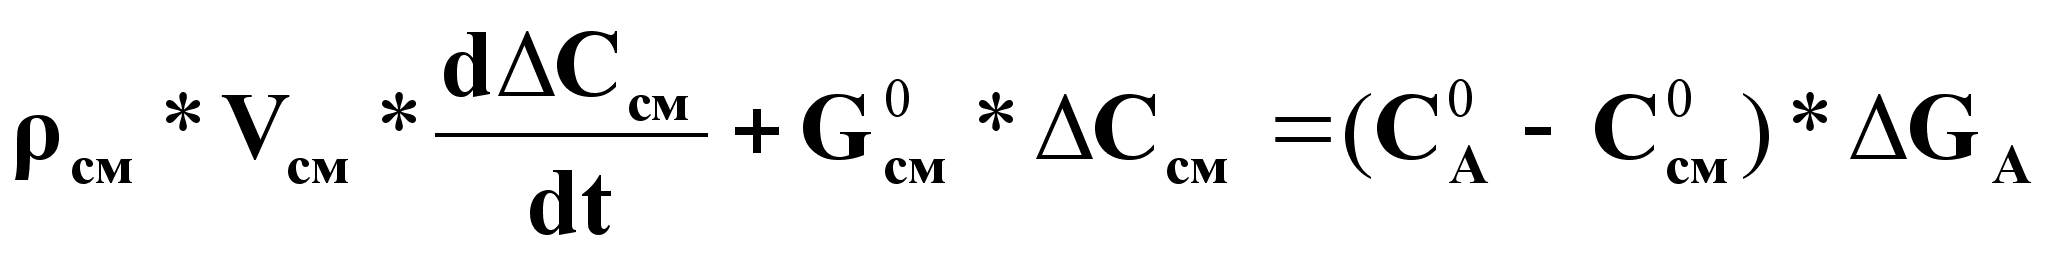 ρсм * Vсм * dΔCсм/dt + G⁰см * ΔCсм = (C⁰A - C⁰см) * ΔGA